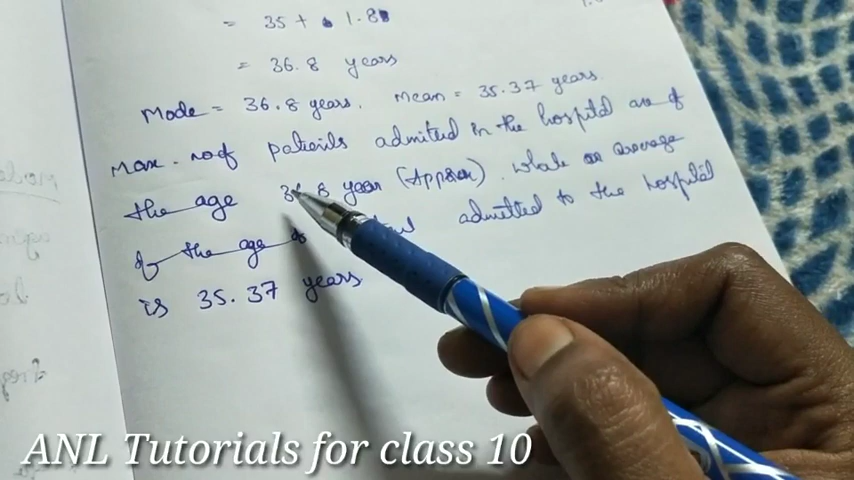 = 35 + 1.8
= 36.8 years
Mode = 36.8 years. Mean = 35.37 years.
Max. no of patients admitted in the hospital are of
the age 36.8 year (Approx). while on average
of the age admitted to the hospital
is 35.37 years
ANL Tutorials for class 10